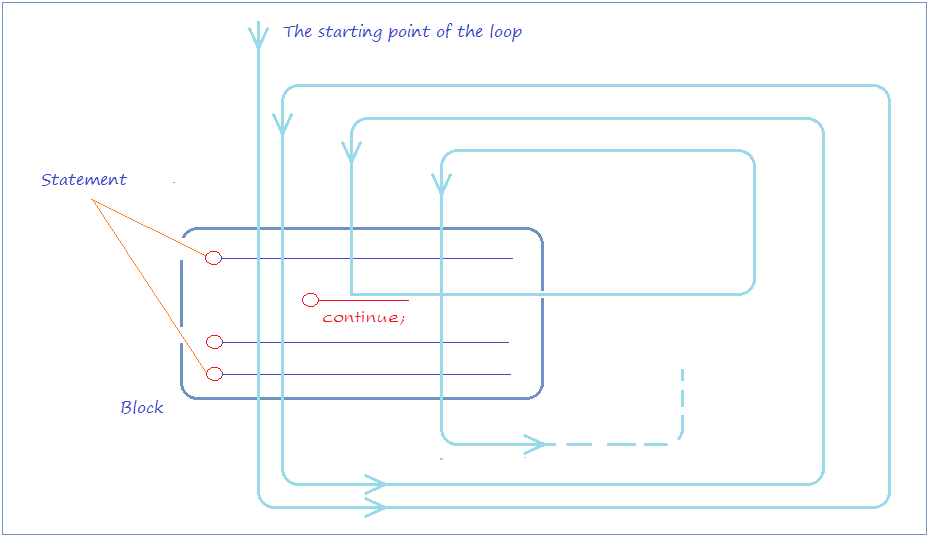 The starting point of the loop
Statement
continue;
Block